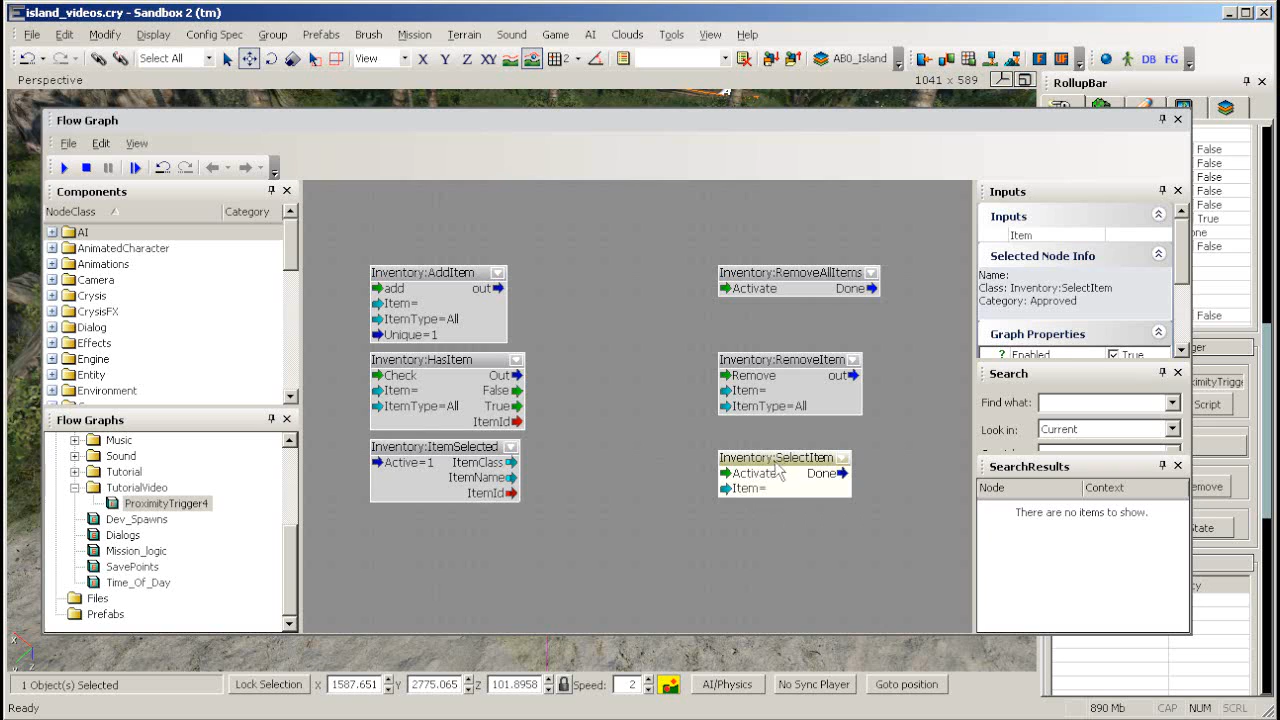 island_videos.cry - Sandbox 2 (tm)
File Edit Modify Display Config Spec Group Prefabs Brush Mission Terrain Sound Game AI Clouds Tools View Help
Select All View X Y Z XY 2 AB0_Island DB FG
Perspective 1041 x 589
RollupBar
Flow Graph
File Edit View
Components
NodeClass Category
AI
AnimatedCharacter
Animations
Camera
Crysis
CrysisFX
Dialog
Effects
Engine
Entity
Environment
Flow Graphs
Music
Sound
Tutorial
TutorialVideo
ProximityTrigger4
Dev_Spawns
Dialogs
Mission_logic
SavePoints
Time_Of_Day
Files
Prefabs
Inventory:AddItem
add out
Item=
ItemType=All
Unique=1
Inventory:HasItem
Check Out
Item= False
ItemType=All True
ItemId
Inventory:ItemSelected
Active=1 ItemClass
ItemName
ItemId
Inventory:RemoveAllItems
Activate Done
Inventory:RemoveItem
Remove out
Item=
ItemType=All
Inventory:SelectItem
Activate Done
Item=
Inputs
Inputs
Item
Selected Node Info
Name:
Class: Inventory:SelectItem
Category: Approved
Graph Properties
? Enabled True
Search
Find what:
Look in: Current
SearchResults
Node Context
There are no items to show.
False
False
False
False
False
True
False
False
Script
State
1 Object(s) Selected Lock Selection X 1587.651 Y 2775.065 Z 101.8958 Speed: 2 AI/Physics No Sync Player Goto position
Ready 890 Mb CAP NUM SCRL